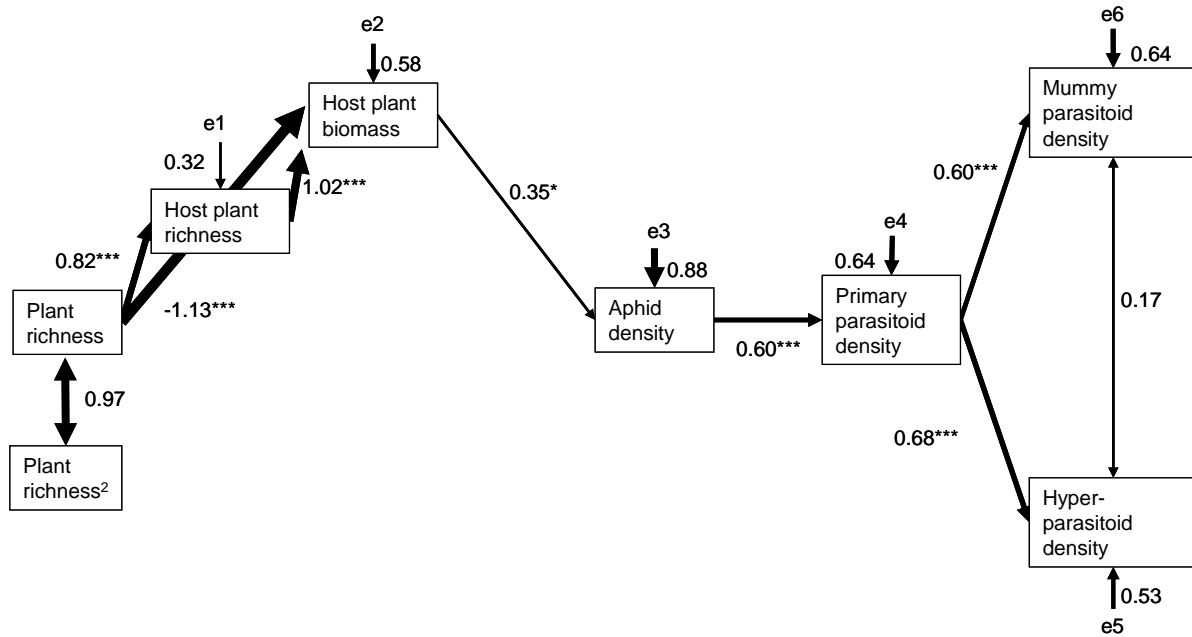 e2
0.58
Host plant
biomass
e1
0.32
Host plant
richness
1.02***
0.82***
-1.13***
Plant
richness
0.97
Plant
richness²
0.35*
e3
0.88
Aphid
density
0.60***
e4
0.64
Primary
parasitoid
density
0.60***
0.68***
e6
0.64
Mummy
parasitoid
density
0.17
Hyper-
parasitoid
density
0.53
e5